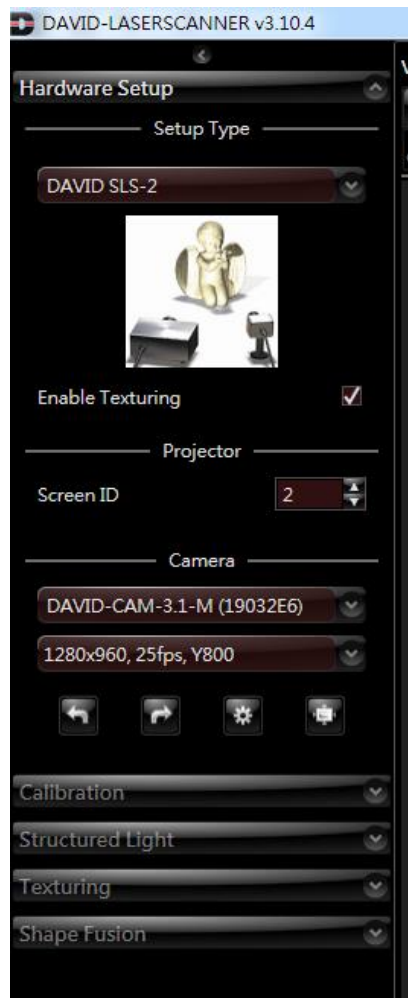 DAVID-LASERSCANNER v3.10.4
Hardware Setup
Setup Type
DAVID SLS-2
Enable Texturing
Projector
Screen ID 2
Camera
DAVID-CAM-3.1-M (19032E6)
1280x960, 25fps, Y800
Calibration
Structured Light
Texturing
Shape Fusion